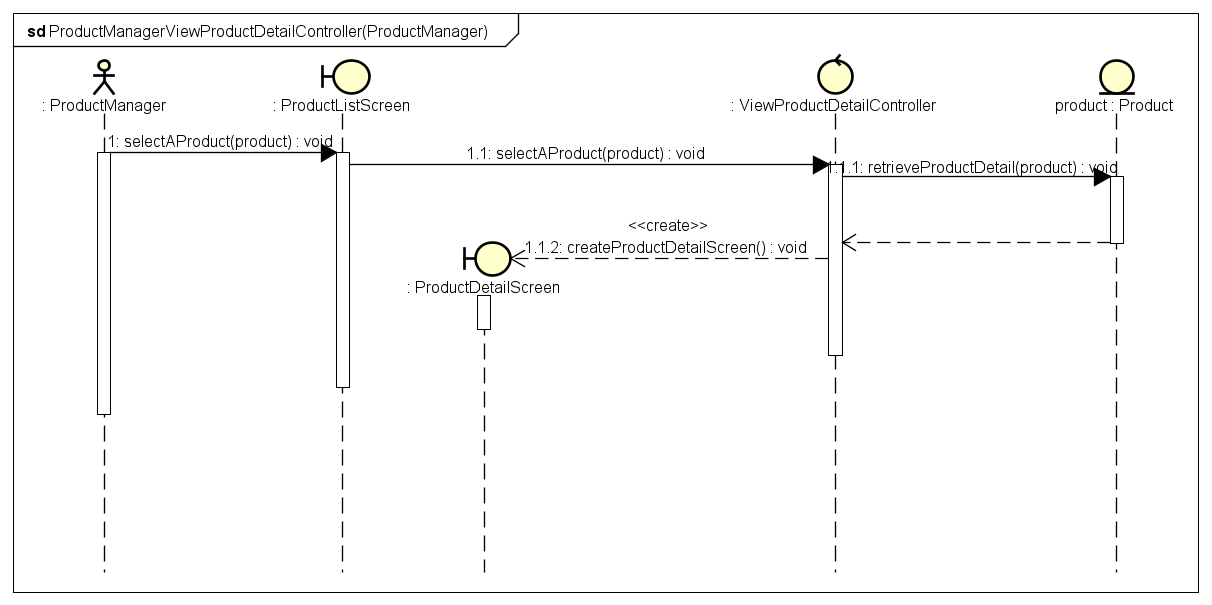 sd ProductManagerViewProductDetailController(ProductManager)
: ProductManager
: ProductListScreen
: ViewProductDetailController
product : Product
1: selectAProduct(product) : void
1.1: selectAProduct(product) : void
1.1.1: retrieveProductDetail(product) : void
<<create>>
1.1.2: createProductDetailScreen() : void
: ProductDetailScreen